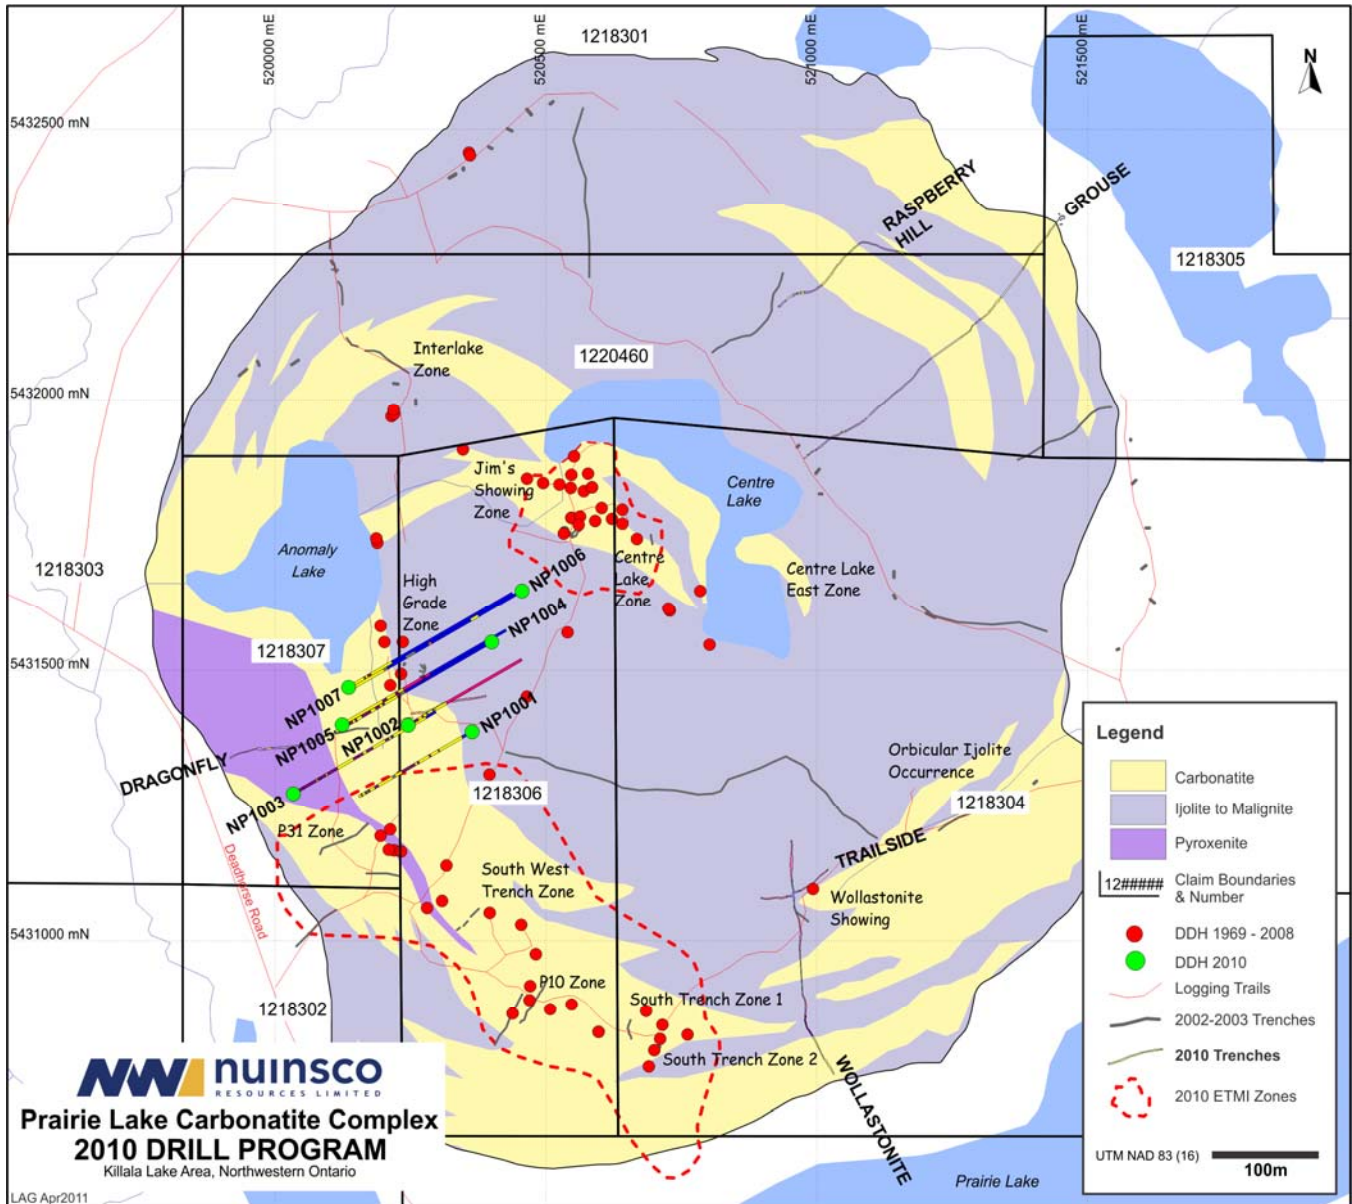 520000 mE
520500 mE
521000 mE
521500 mE
1218301
N
5432500 mN
RASPBERRY
HILL
GROUSE
1218305
Interlake
Zone
1220460
5432000 mN
Jim's
Showing
Zone
Centre
Lake
Anomaly
Lake
1218303
NP1006
Centre
Lake
Zone
Centre Lake
East Zone
High
Grade
Zone
NP1004
1218307
5431500 mN
NP1007
NP1005
NP1002
NP1001
DRAGONFLY
NP1003
Orbicular Ijolite
Occurrence
1218306
1218304
P31 Zone
TRAILSIDE
Deadhorse Road
South West
Trench Zone
Wollastonite
Showing
5431000 mN
P10 Zone
South Trench Zone 1
1218302
South Trench Zone 2
WOLLASTONITE
Prairie Lake
Legend
Carbonatite
Ijolite to Malignite
Pyroxenite
12##### Claim Boundaries
& Number
DDH 1969 - 2008
DDH 2010
Logging Trails
2002-2003 Trenches
2010 Trenches
2010 ETMI Zones
UTM NAD 83 (16)
100m
nuinsco
RESOURCES LIMITED
Prairie Lake Carbonatite Complex
2010 DRILL PROGRAM
Killala Lake Area, Northwestern Ontario
LAG Apr2011